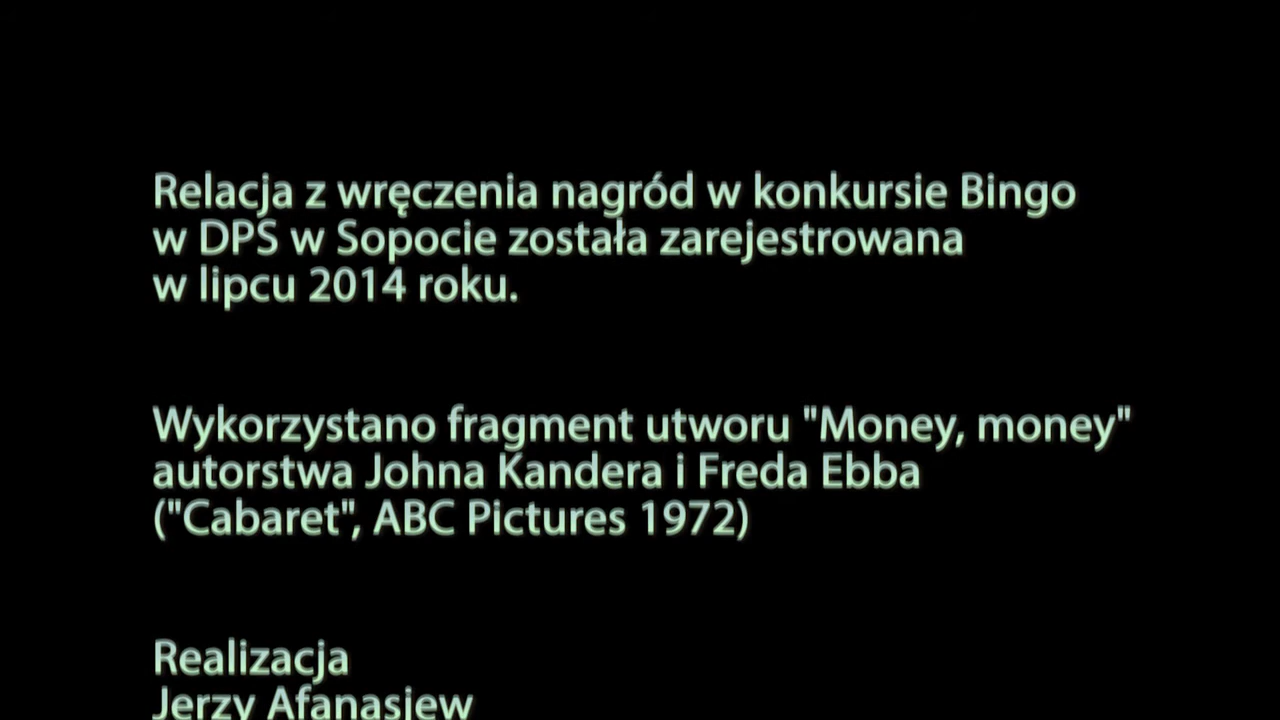 Relacja z wręczenia nagród w konkursie Bingo
w DPS w Sopocie została zarejestrowana
w lipcu 2014 roku.
Wykorzystano fragment utworu "Money, money"
autorstwa Johna Kandera i Freda Ebba
("Cabaret", ABC Pictures 1972)
Realizacja
Jerzy Afanasjew